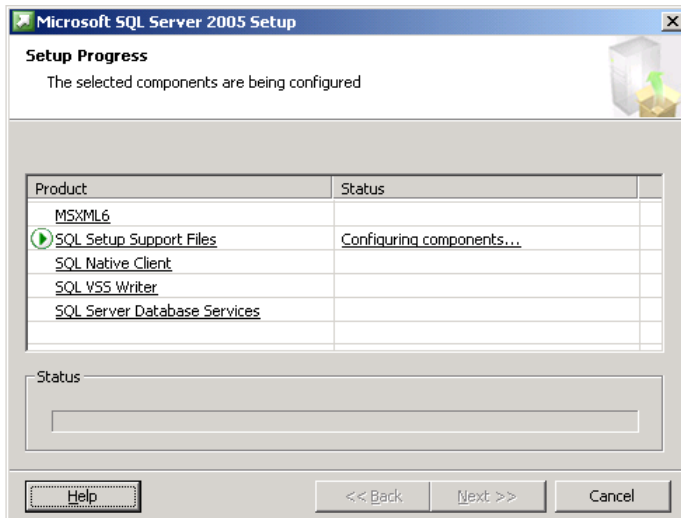 Microsoft SQL Server 2005 Setup
Setup Progress
The selected components are being configured
Product Status
MSXML6
SQL Setup Support Files Configuring components...
SQL Native Client
SQL VSS Writer
SQL Server Database Services
Status
Help << Back Next >> Cancel